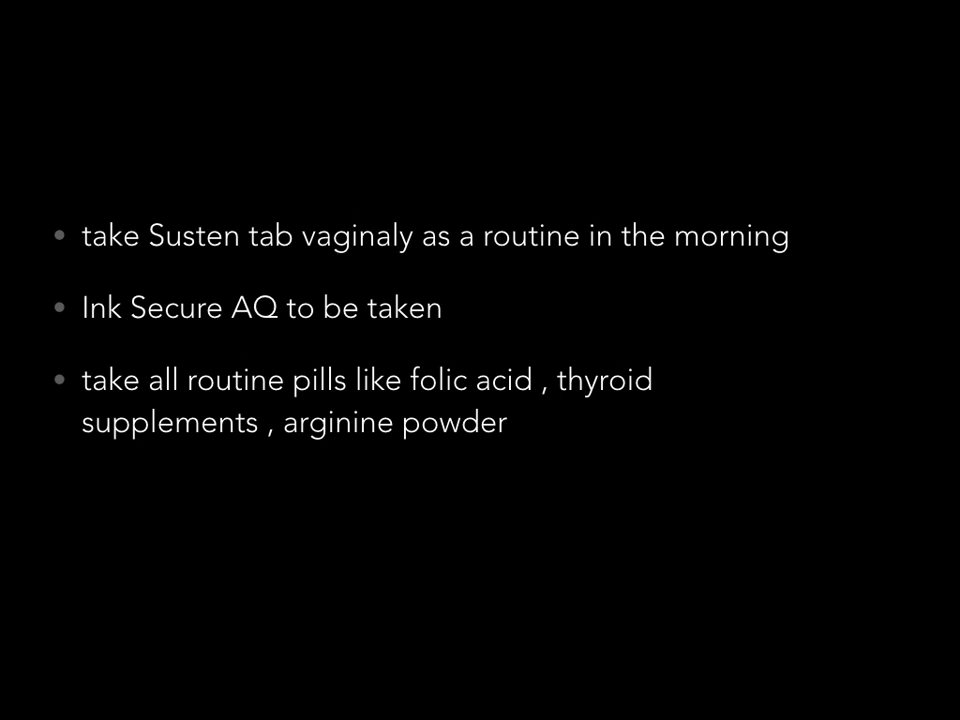 • take Susten tab vaginaly as a routine in the morning
• Ink Secure AQ to be taken
• take all routine pills like folic acid , thyroid
supplements , arginine powder